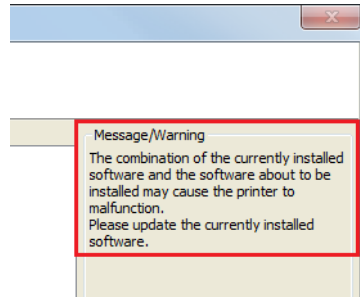 Message/Warning
The combination of the currently installed
software and the software about to be
installed may cause the printer to
malfunction.
Please update the currently installed
software.